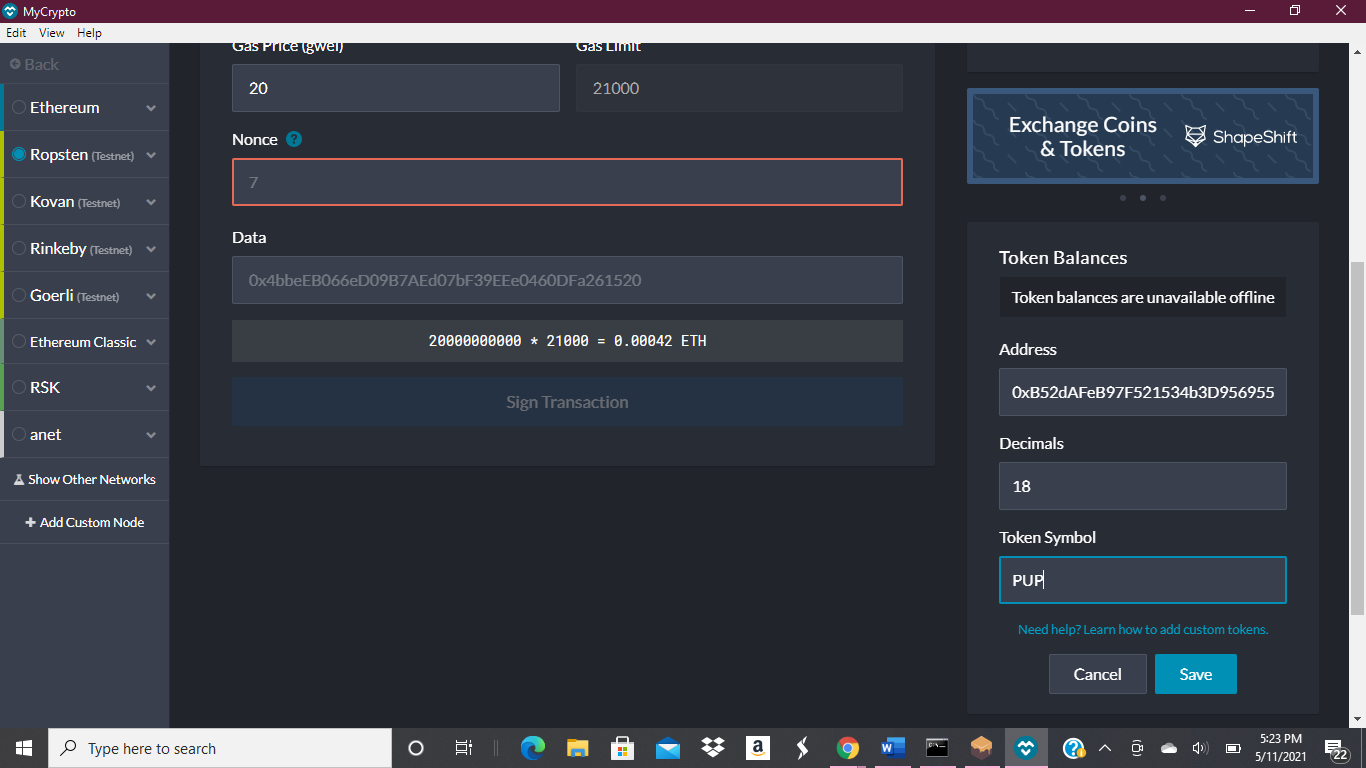 MyCrypto
Edit View Help
Back
Ethereum
Ropsten (Testnet)
Kovan (Testnet)
Rinkeby (Testnet)
Goerli (Testnet)
Ethereum Classic
RSK
anet
Show Other Networks
Add Custom Node
Gas Price (gwei)
Gas Limit
20
21000
Nonce ?
7
Data
0x4bbeEB066eD09B7AEd07bF39EEe0460DFa261520
20000000000 * 21000 = 0.00042 ETH
Sign Transaction
Exchange Coins
& Tokens
ShapeShift
Token Balances
Token balances are unavailable offline
Address
0xB52dAFeB97F521534b3D956955
Decimals
18
Token Symbol
PUP
Need help? Learn how to add custom tokens.
Cancel
Save
Type here to search
5:23 PM
5/11/2021
22